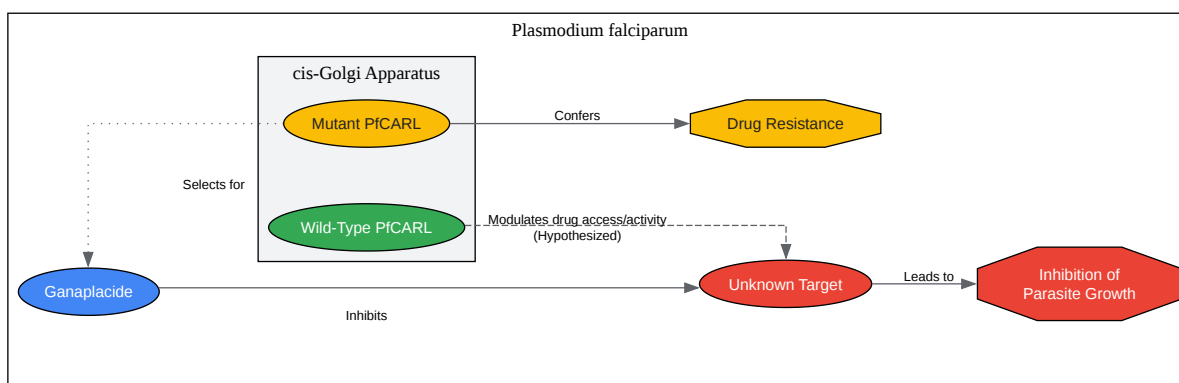 Plasmodium falciparum
cis-Golgi Apparatus
Mutant PfCARL
Confers
Drug Resistance
Selects for
Wild-Type PfCARL
Modulates drug access/activity
(Hypothesized)
Ganaplacide
Inhibits
Unknown Target
Leads to
Inhibition of
Parasite Growth